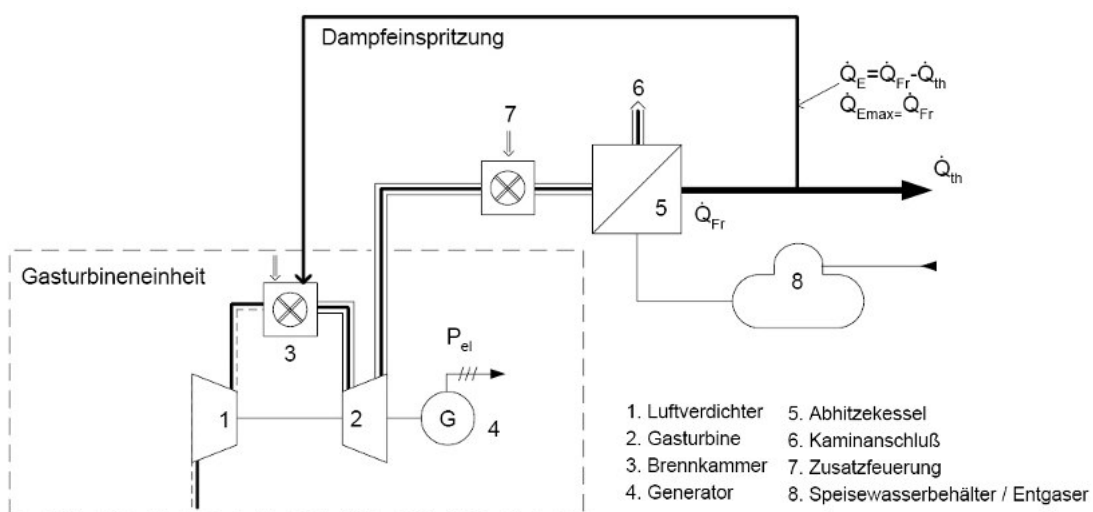 Dampfeinspritzung
Q̇E=Q̇Fr-Q̇th
Q̇Emax=Q̇Fr
6
7
Q̇th
5
Q̇Fr
Gasturbineneinheit
8
3
Pel
1
2
G
4
1. Luftverdichter
2. Gasturbine
3. Brennkammer
4. Generator
5. Abhitzekessel
6. Kaminanschluß
7. Zusatzfeuerung
8. Speisewasserbehälter / Entgaser